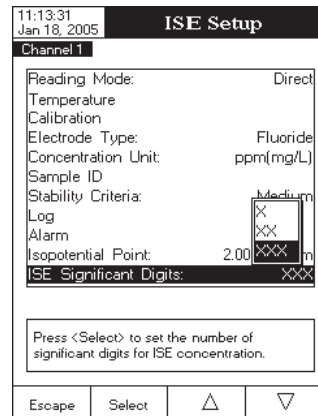 11:13:31
Jan 18, 2005
ISE Setup
Channel 1
Reading Mode: Direct
Temperature
Calibration
Electrode Type: Fluoride
Concentration Unit: ppm(mg/L)
Sample ID
Stability Criteria: Medium
Log X
Alarm XX
Isopotential Point: 2.00 XXX m
ISE Significant Digits: XXX
Press <Select> to set the number of
significant digits for ISE concentration.
Escape Select △ ▽